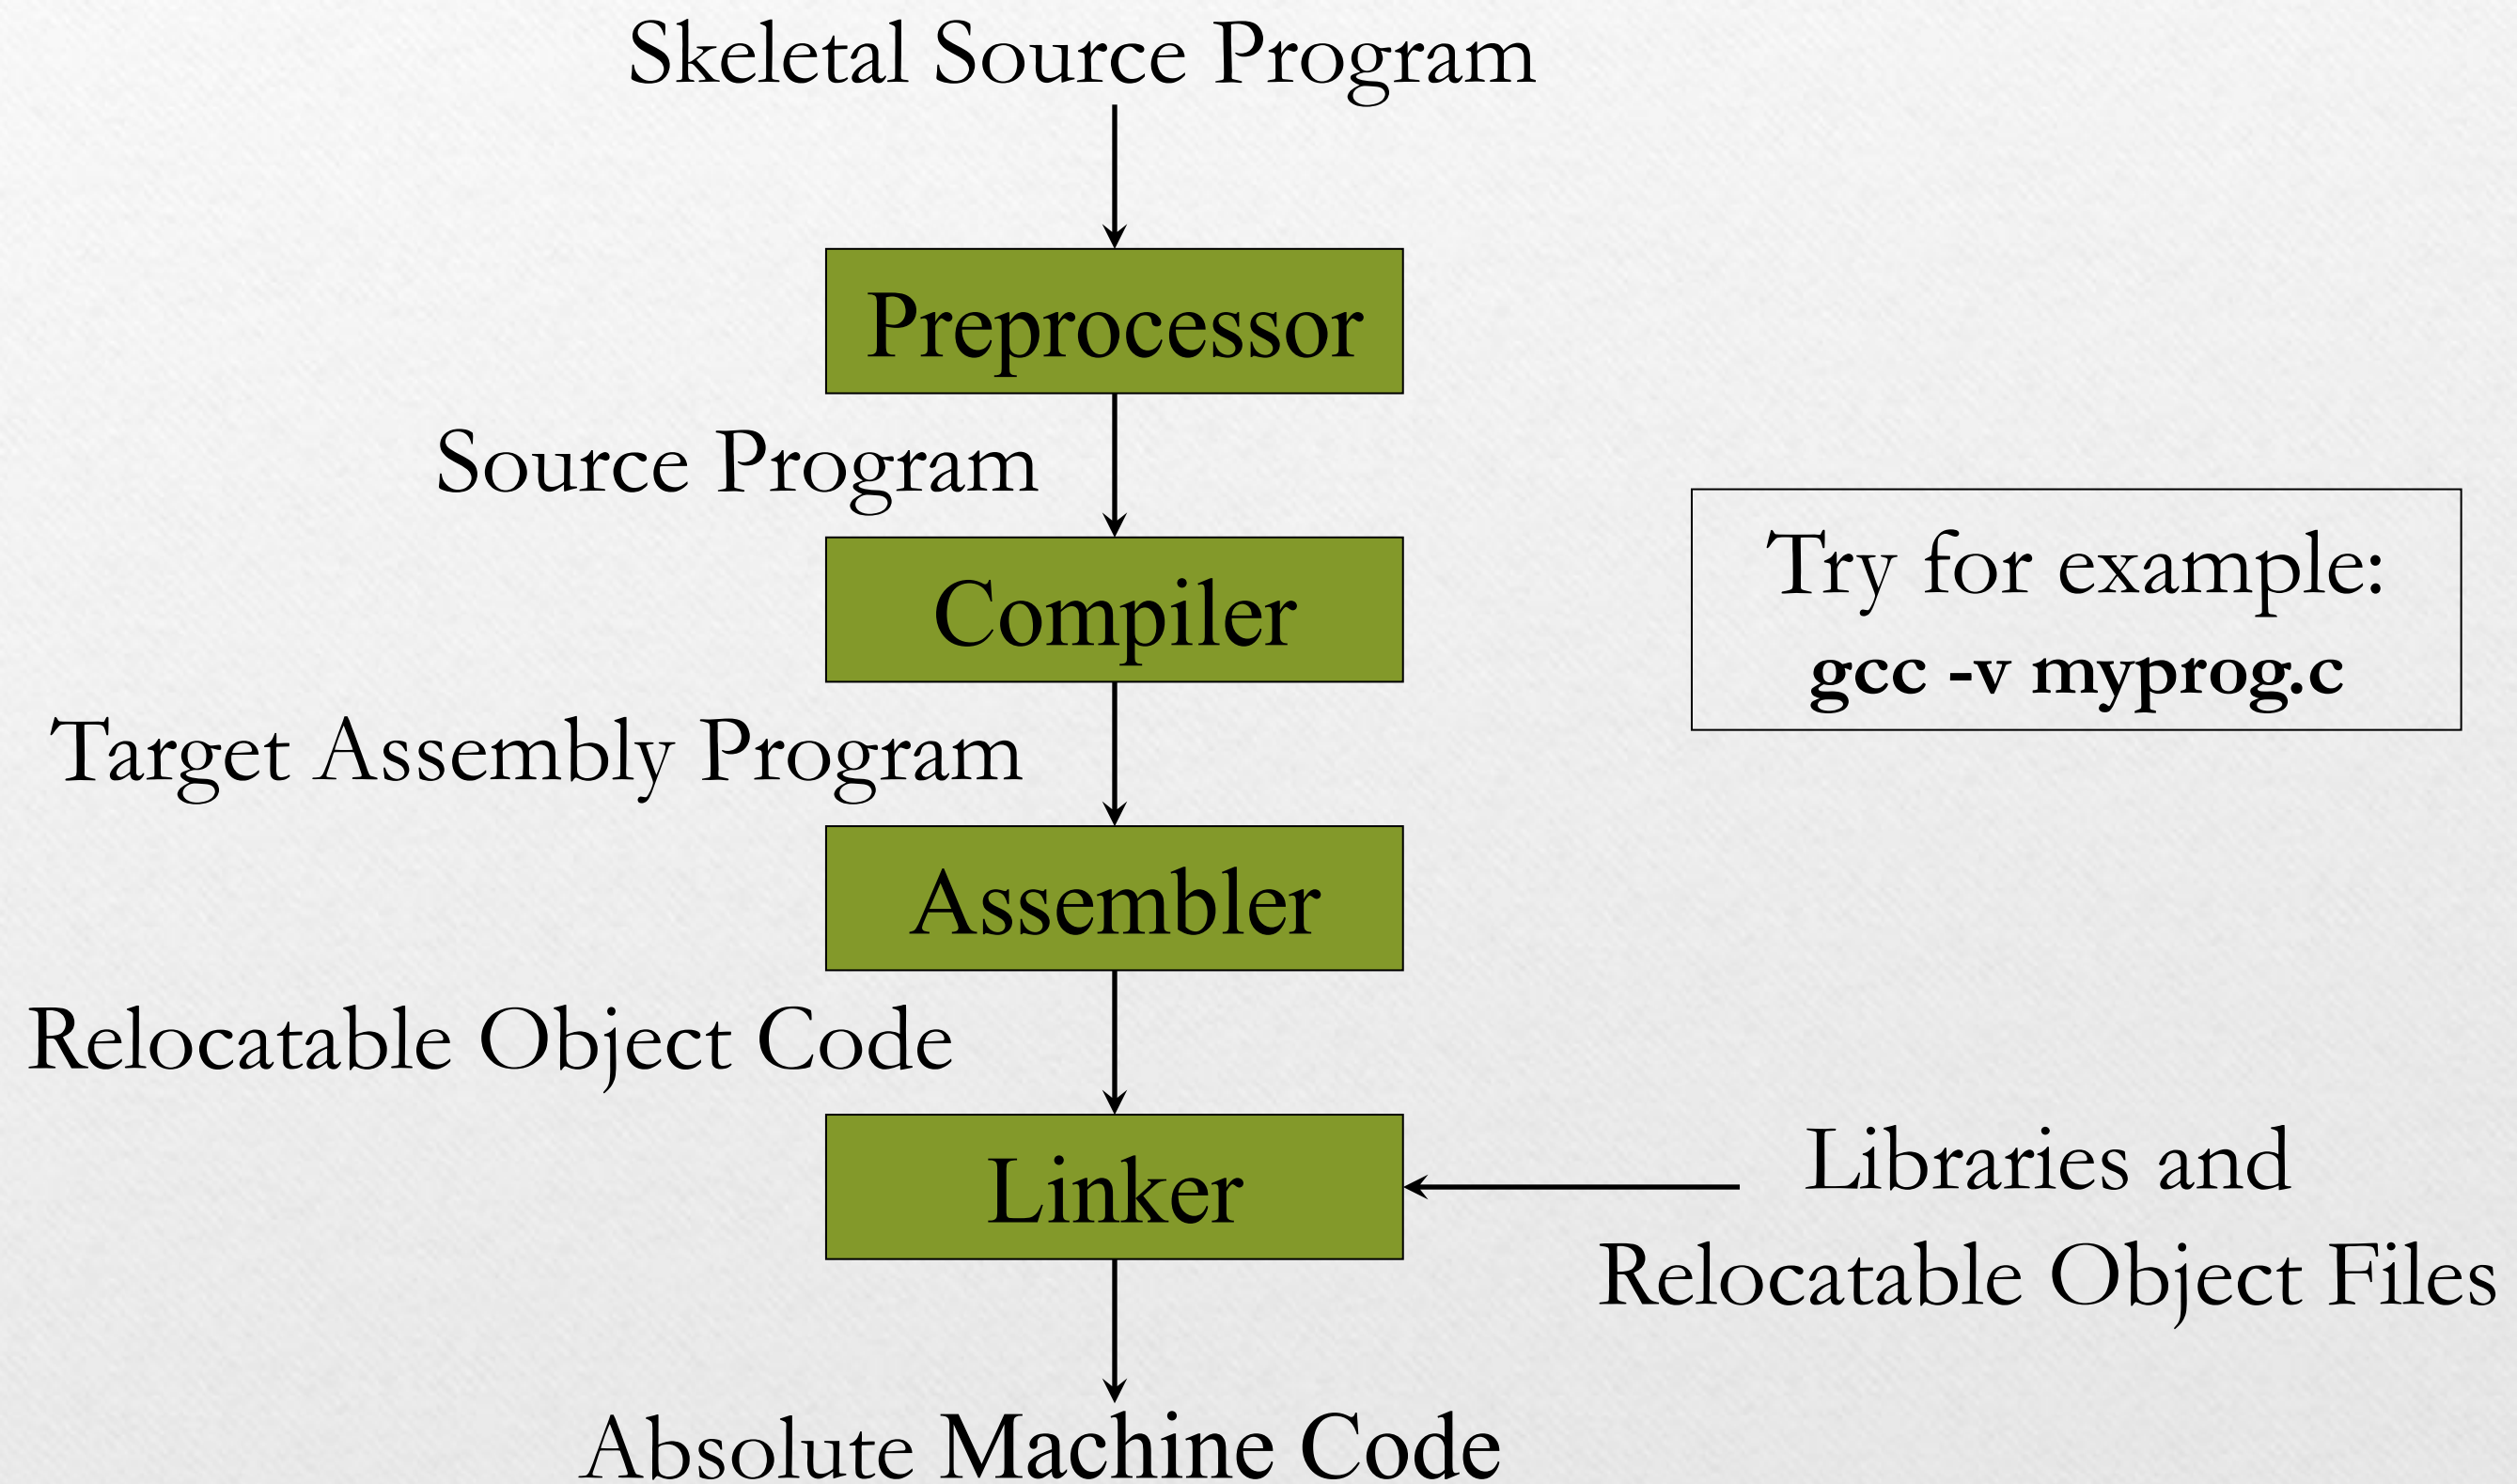 Skeletal Source Program
Preprocessor
Source Program
Compiler
Try for example:
gcc -v myprog.c
Target Assembly Program
Assembler
Relocatable Object Code
Linker
Libraries and
Relocatable Object Files
Absolute Machine Code